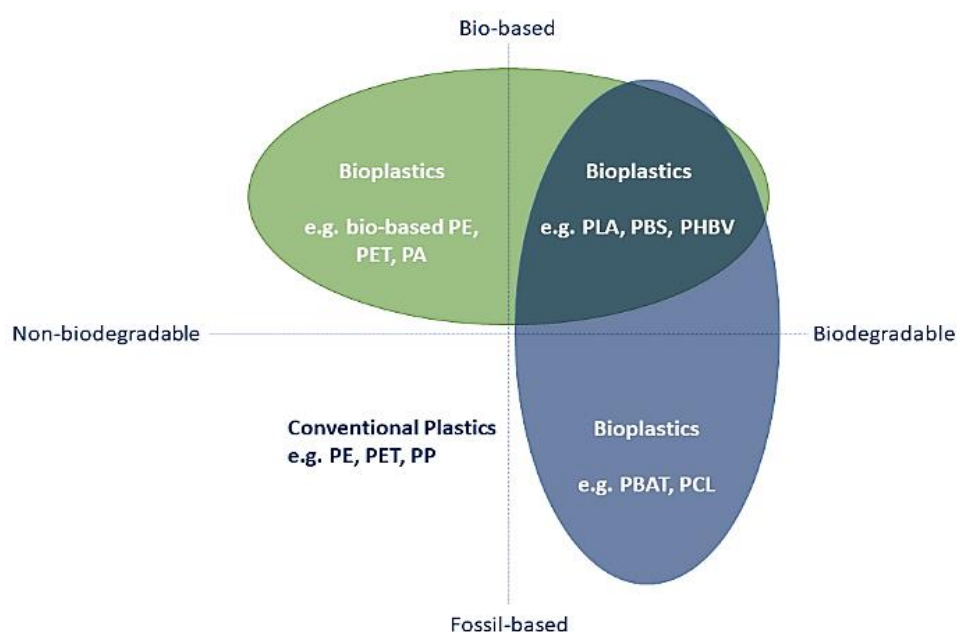 Bio-based
Bioplastics
e.g. bio-based PE,
PET, PA
Bioplastics
e.g. PLA, PBS, PHBV
Non-biodegradable
Biodegradable
Conventional Plastics
e.g. PE, PET, PP
Bioplastics
e.g. PBAT, PCL
Fossil-based